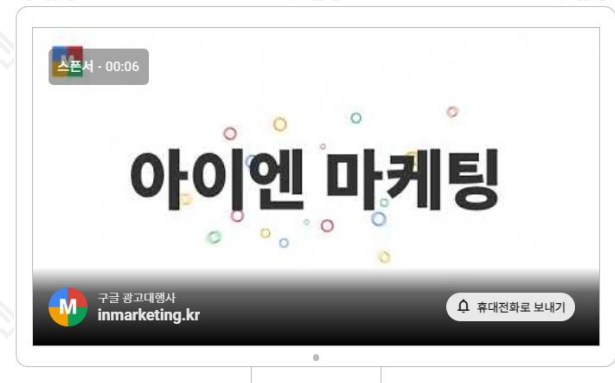 스폰서 · 00:06
아이엔 마케팅
M
구글 광고대행사
inmarketing.kr
휴대전화로 보내기